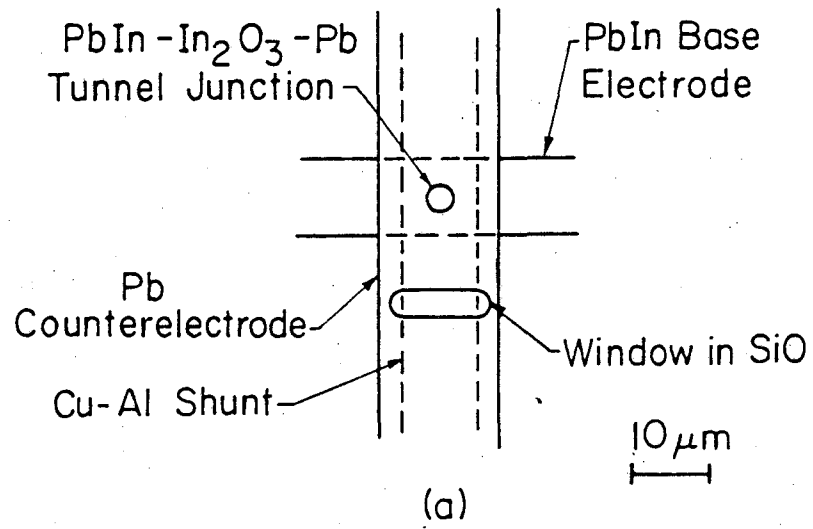 PbIn-In₂O₃-Pb
Tunnel Junction
PbIn Base
Electrode
Pb
Counterelectrode
Window in SiO
Cu-Al Shunt
10 μm
(a)